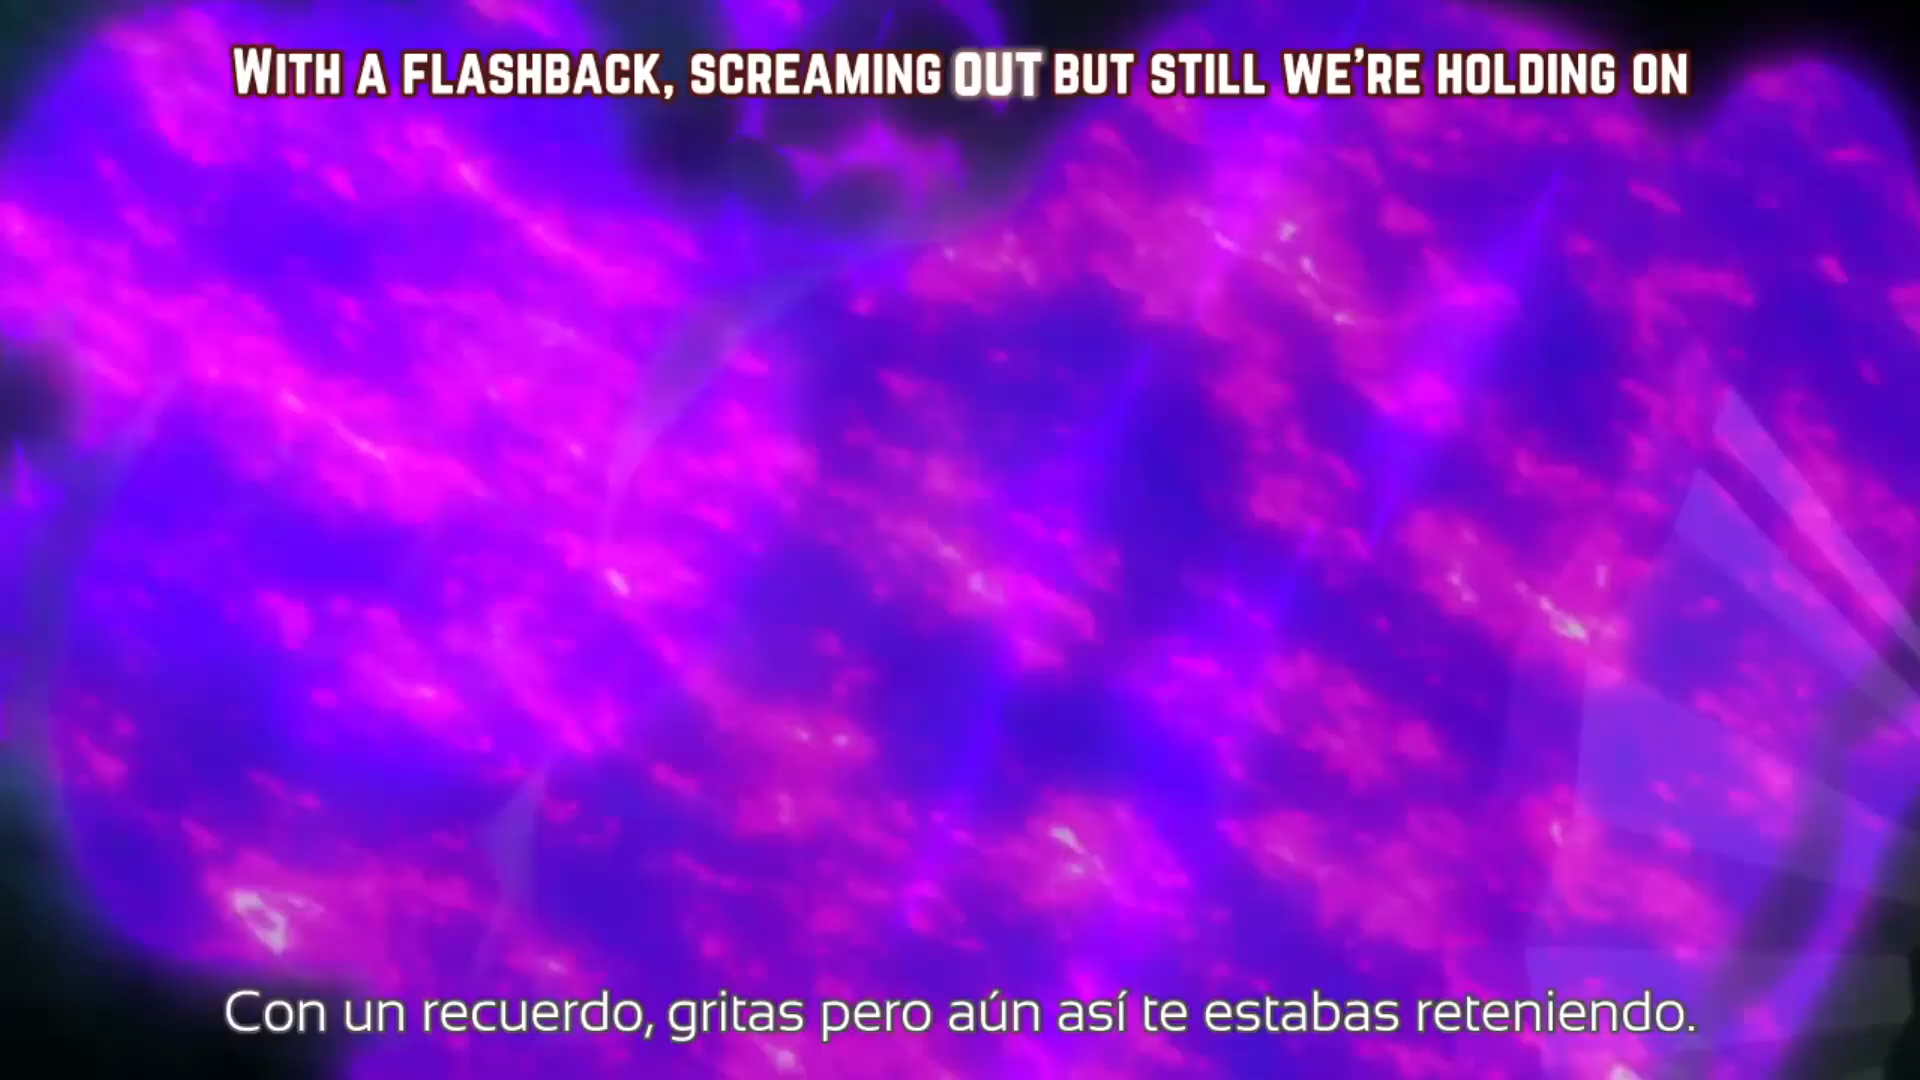 WITH A FLASHBACK, SCREAMING OUT BUT STILL WE'RE HOLDING ON
Con un recuerdo, gritas pero aún así te estabas reteniendo.